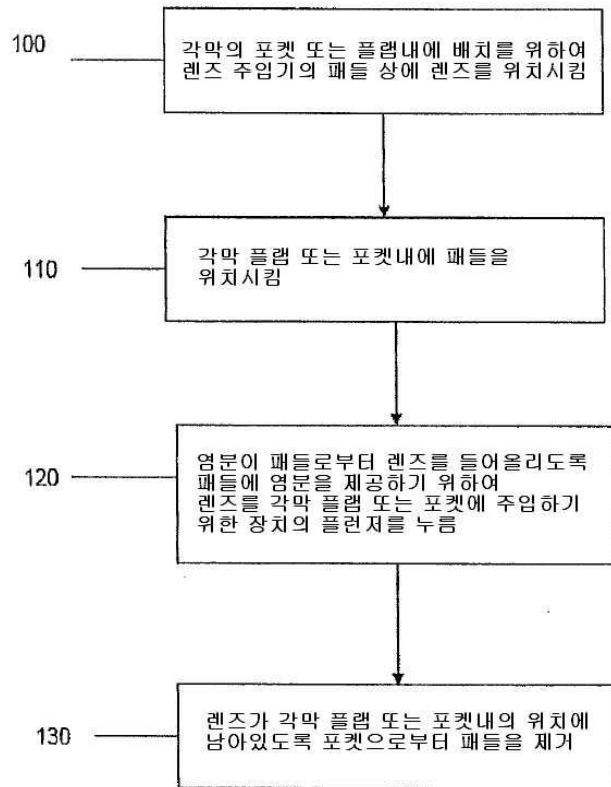 100
각막의 포켓 또는 플랩내에 배치를 위하여
렌즈 주입기의 패들 상에 렌즈를 위치시킴
110
각막 플랩 또는 포켓내에 패들을
위치시킴
120
염분이 패들로부터 렌즈를 들어올리도록
패들에 염분을 제공하기 위하여
렌즈를 각막 플랩 또는 포켓에 주입하기
위한 장치의 플런저를 누름
130
렌즈가 각막 플랩 또는 포켓내의 위치에
남아있도록 포켓으로부터 패들을 제거